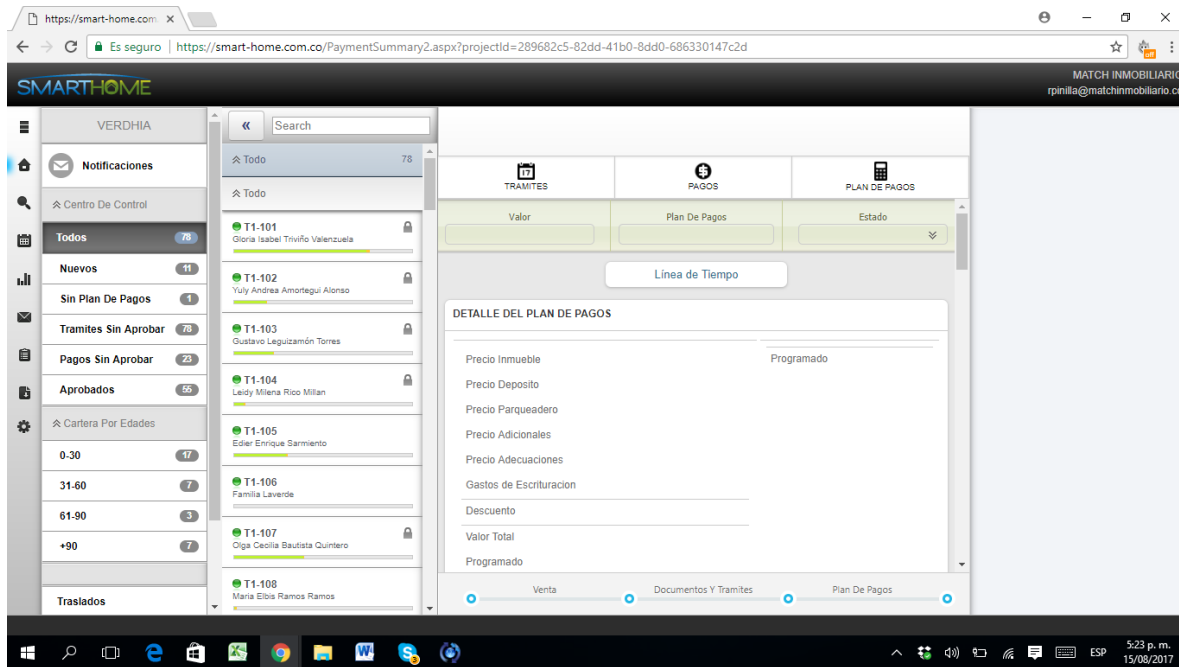 https://smart-home.com
Es seguro
https://smart-home.com.co/PaymentSummary2.aspx?projectId=289682c5-82dd-41b0-8dd0-686330147c2d
off
SMARTHOME
MATCH INMOBILIARIO
rpinilla@matchinmobiliario.co
VERDHIA
Notificaciones
Centro De Control
Todos 78
Nuevos 11
Sin Plan De Pagos 1
Tramites Sin Aprobar 78
Pagos Sin Aprobar 23
Aprobados 55
Cartera Por Edades
0-30 17
31-60 7
61-90 3
+90 7
Traslados
Search
Todo 78
Todo
T1-101
Gloria Isabel Triviño Valenzuela
T1-102
Yuly Andrea Amortegui Alonso
T1-103
Gustavo Leguizamón Torres
T1-104
Leidy Milena Rico Millan
T1-105
Edier Enrique Sarmiento
T1-106
Familia Laverde
T1-107
Olga Cecilia Bautista Quintero
T1-108
Maria Elbis Ramos Ramos
17
TRAMITES
PAGOS
PLAN DE PAGOS
Valor
Plan De Pagos
Estado
Línea de Tiempo
DETALLE DEL PLAN DE PAGOS
Programado
Precio Inmueble
Precio Deposito
Precio Parqueadero
Precio Adicionales
Precio Adecuaciones
Gastos de Escrituracion
Descuento
Valor Total
Programado
Venta
Documentos Y Tramites
Plan De Pagos
3
ESP
5:23 p. m.
15/08/2017